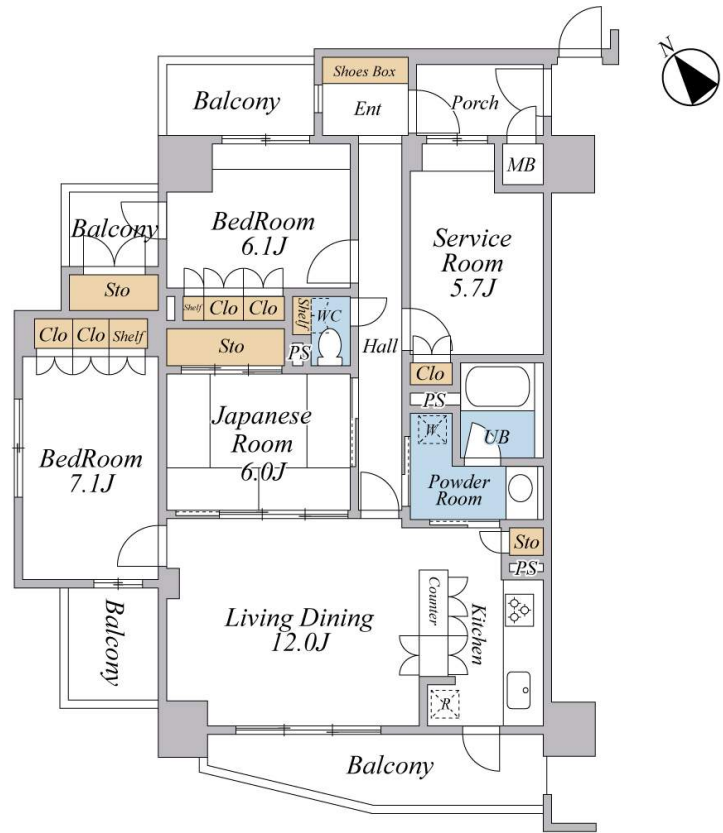 N
Shoes Box
Balcony
Ent
Porch
MB
Balcony
BedRoom
6.1J
Service
Room
5.7J
Sto
Shelf
Clo
Clo
Shelf
WC
Clo
Clo
Shelf
Sto
PS
Hall
Clo
PS
Japanese
Room
6.0J
W
UB
BedRoom
7.1J
Powder
Room
Sto
PS
Balcony
Living Dining
12.0J
Counter
Kitchen
R
Balcony